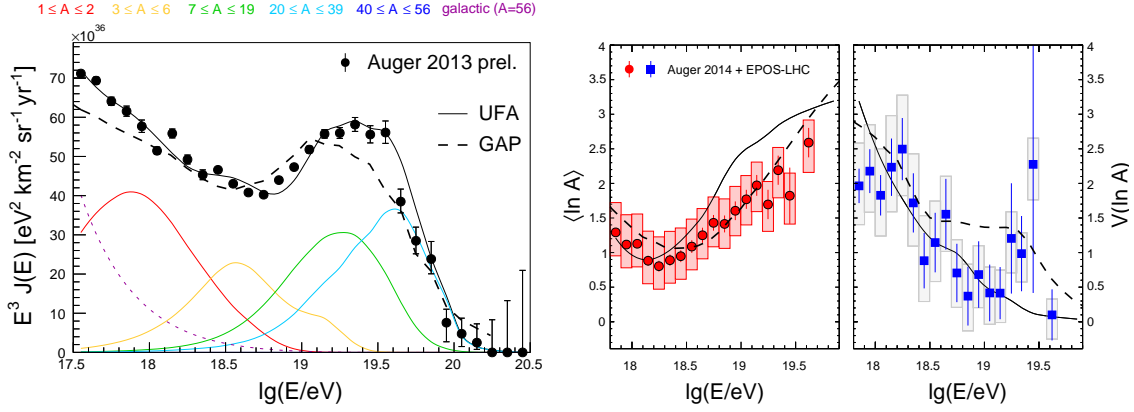 1 ≤ A ≤ 2 3 ≤ A ≤ 6 7 ≤ A ≤ 19 20 ≤ A ≤ 39 40 ≤ A ≤ 56 galactic (A=56)
×10³⁶
E³ J(E) [eV² km⁻² sr⁻¹ yr⁻¹]
70
60
50
40
30
20
10
0
Auger 2013 prel.
UFA
GAP
17.5 18 18.5 19 19.5 20 20.5
lg(E/eV)
⟨ln A⟩
4
3.5
3
2.5
2
1.5
1
0.5
0
Auger 2014 + EPOS-LHC
18 18.5 19 19.5
lg(E/eV)
18 18.5 19 19.5
lg(E/eV)
4
3.5
3
2.5
2
1.5
1
0.5
0
V(ln A)